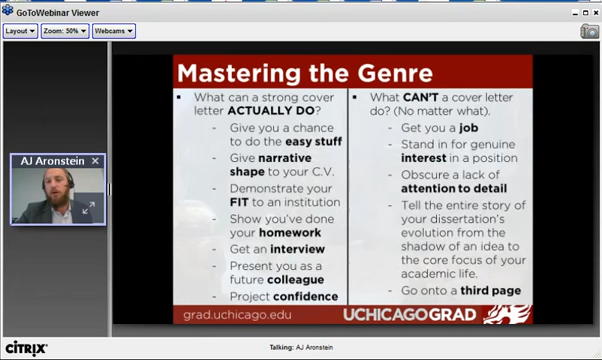 GoToWebinar Viewer
Layout
Zoom: 50%
Webcams
Mastering the Genre
What can a strong cover
letter ACTUALLY DO?
- Give you a chance
to do the easy stuff
- Give narrative
shape to your C.V.
- Demonstrate your
FIT to an institution
- Show you've done
your homework
- Get an interview
- Present you as a
future colleague
- Project confidence
What CAN'T a cover letter
do? (No matter what).
- Get you a job
- Stand in for genuine
interest in a position
- Obscure a lack of
attention to detail
- Tell the entire story of
your dissertation's
evolution from the
shadow of an idea to
the core focus of your
academic life.
- Go onto a third page
AJ Aronstein
grad.uchicago.edu
UCHICAGOGRAD
CITRIX
Talking: AJ Aronstein